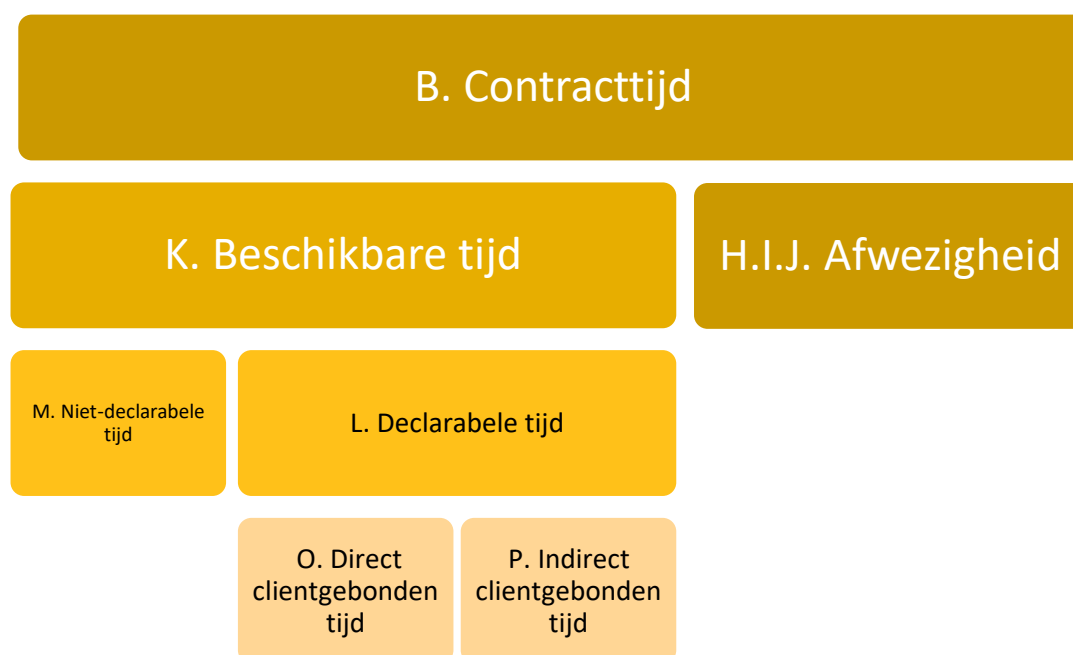 B. Contracttijd
K. Beschikbare tijd
H.I.J. Afwezigheid
M. Niet-declarabele
tijd
L. Declarabele tijd
O. Direct
clientgebonden
tijd
P. Indirect
clientgebonden
tijd